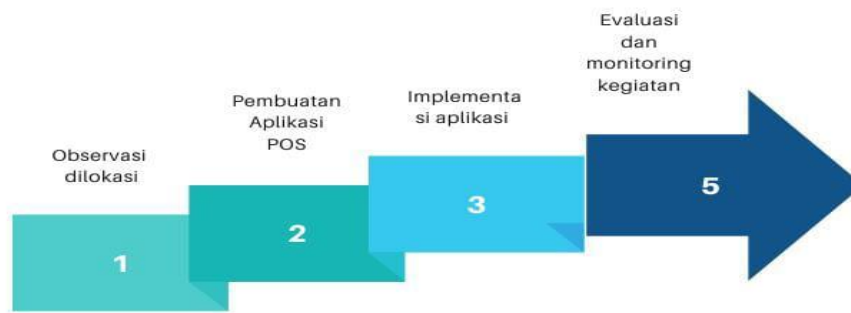 Observasi
dilokasi
1
Pembuatan
Aplikasi
POS
2
Implementa
si aplikasi
3
Evaluasi
dan
monitoring
kegiatan
5